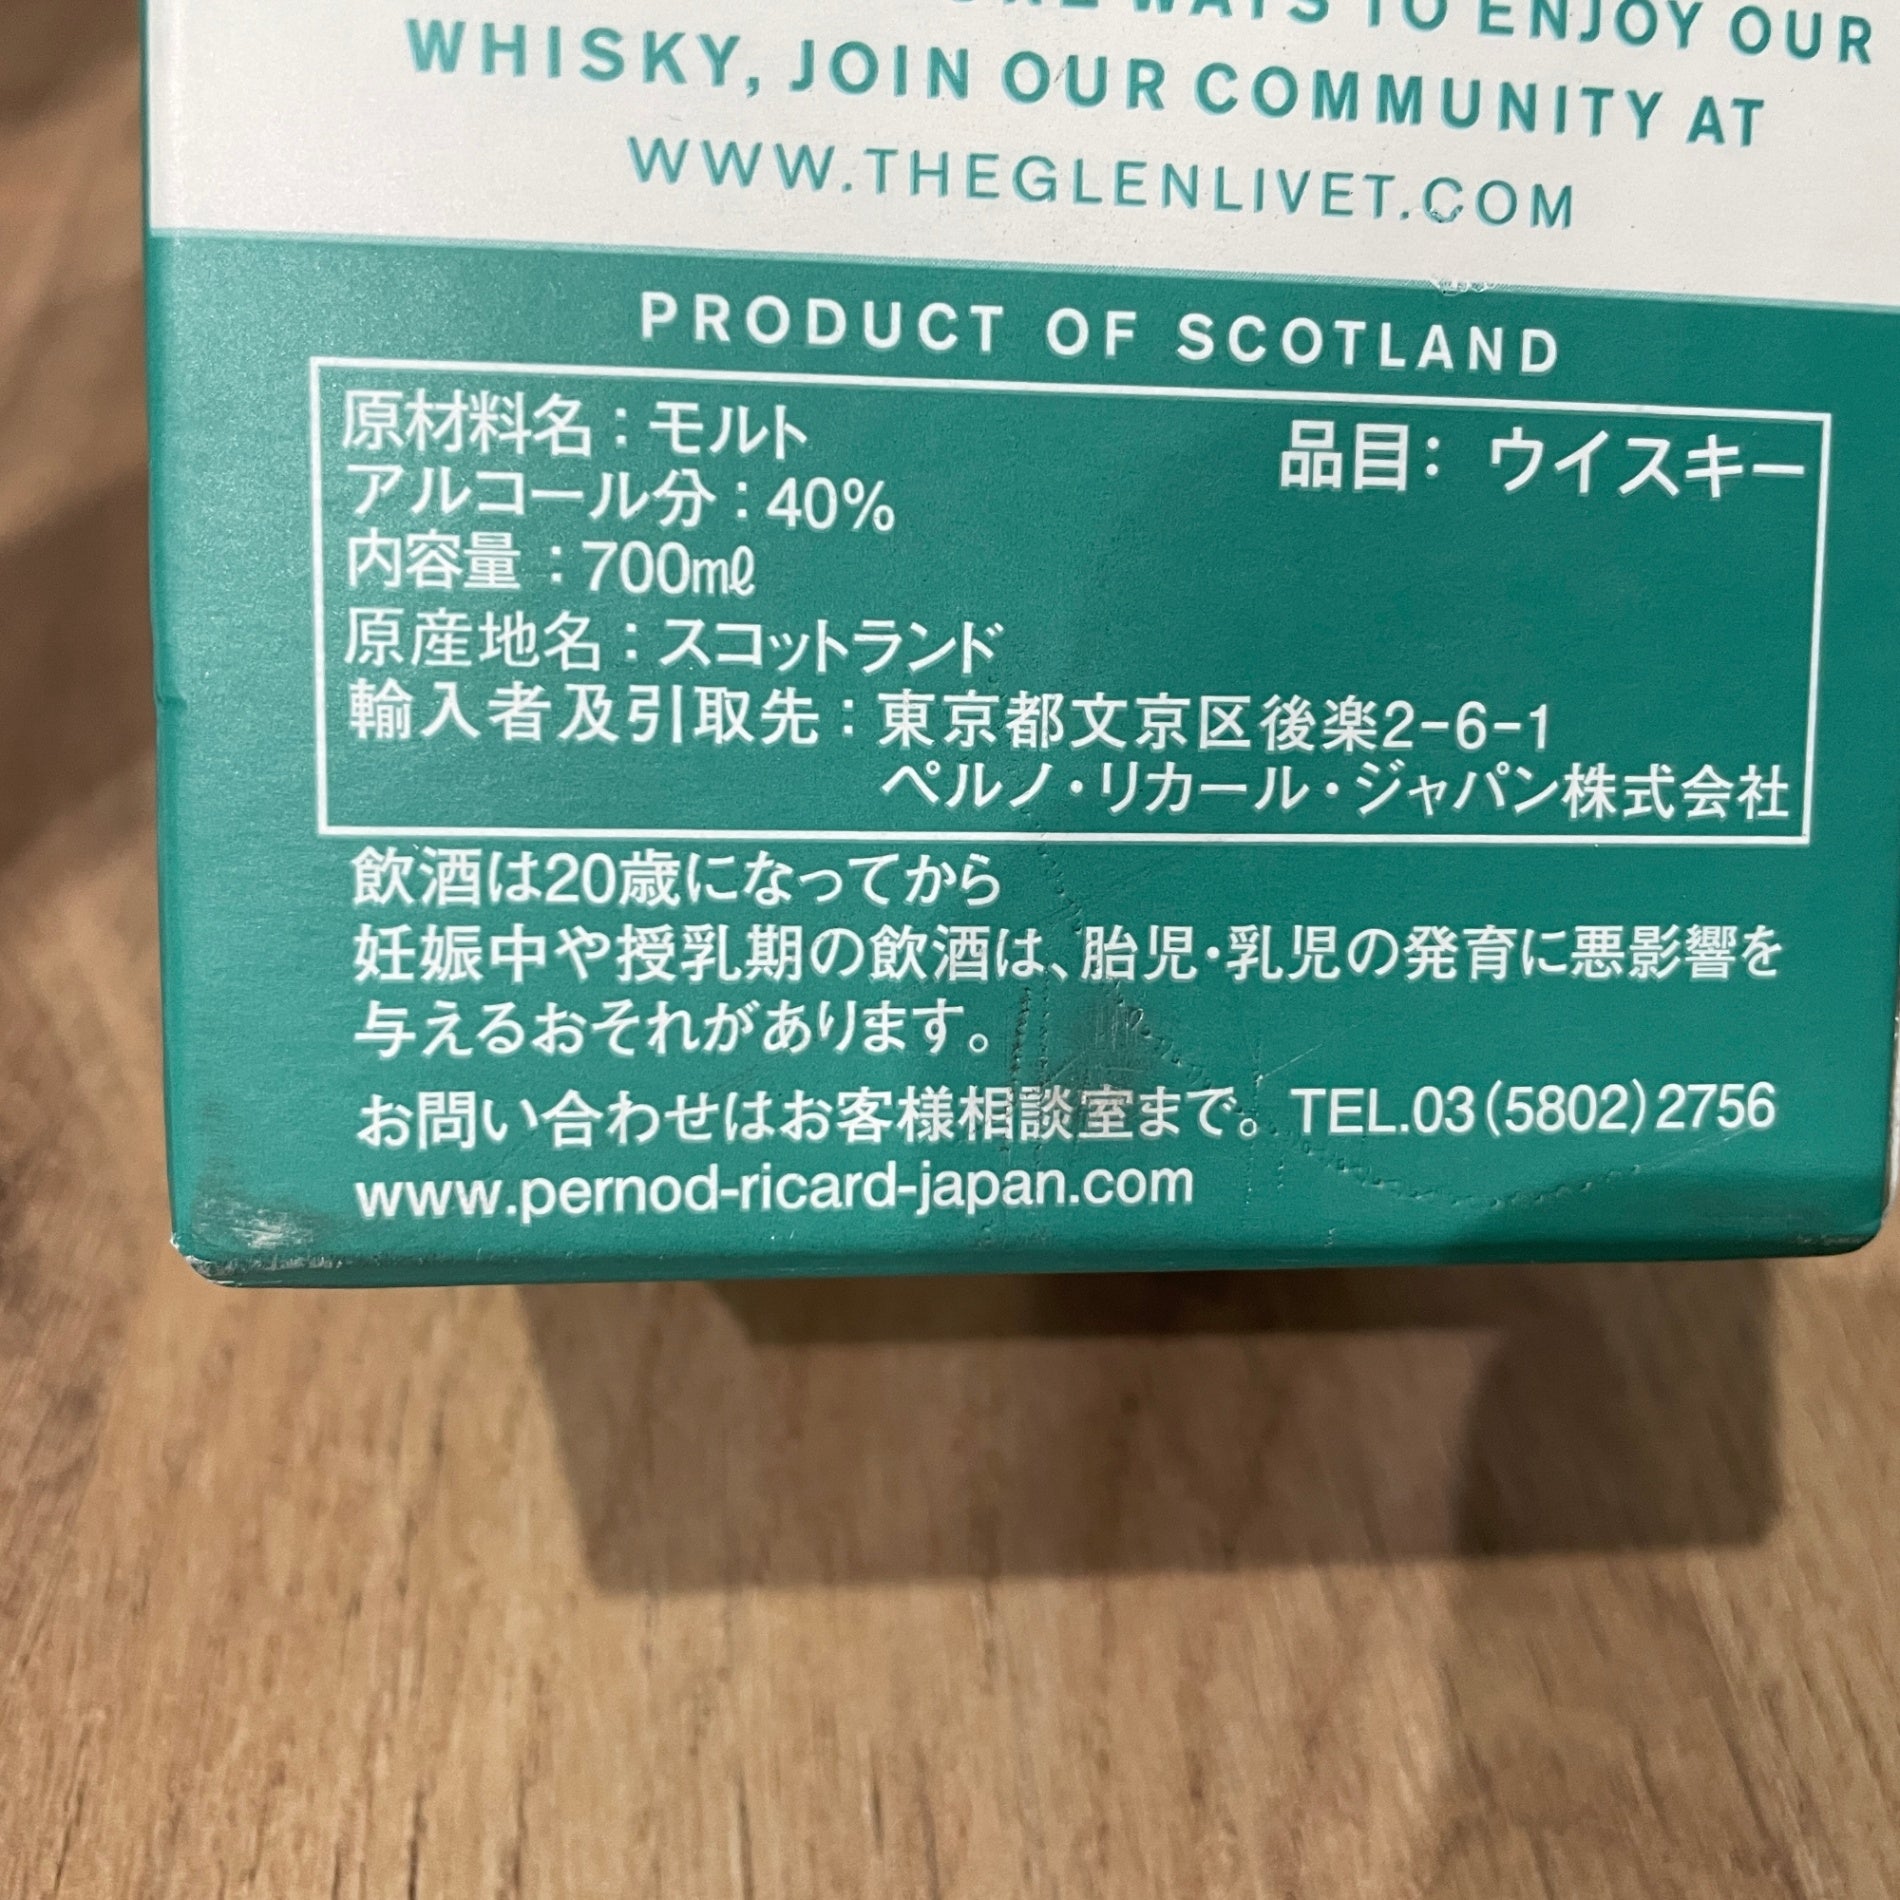 WAYS TO ENJOY OUR
WHISKY, JOIN OUR COMMUNITY AT
WWW.THEGLENLIVET.COM
PRODUCT OF SCOTLAND
原材料名：モルト
品目：ウイスキー
アルコール分：40%
内容量：700mℓ
原産地名：スコットランド
輸入者及引取先：東京都文京区後楽2-6-1
ペルノ・リカール・ジャパン株式会社
飲酒は20歳になってから
妊娠中や授乳期の飲酒は、胎児・乳児の発育に悪影響を
与えるおそれがあります。
お問い合わせはお客様相談室まで。 TEL.03(5802)2756
www.pernod-ricard-japan.com